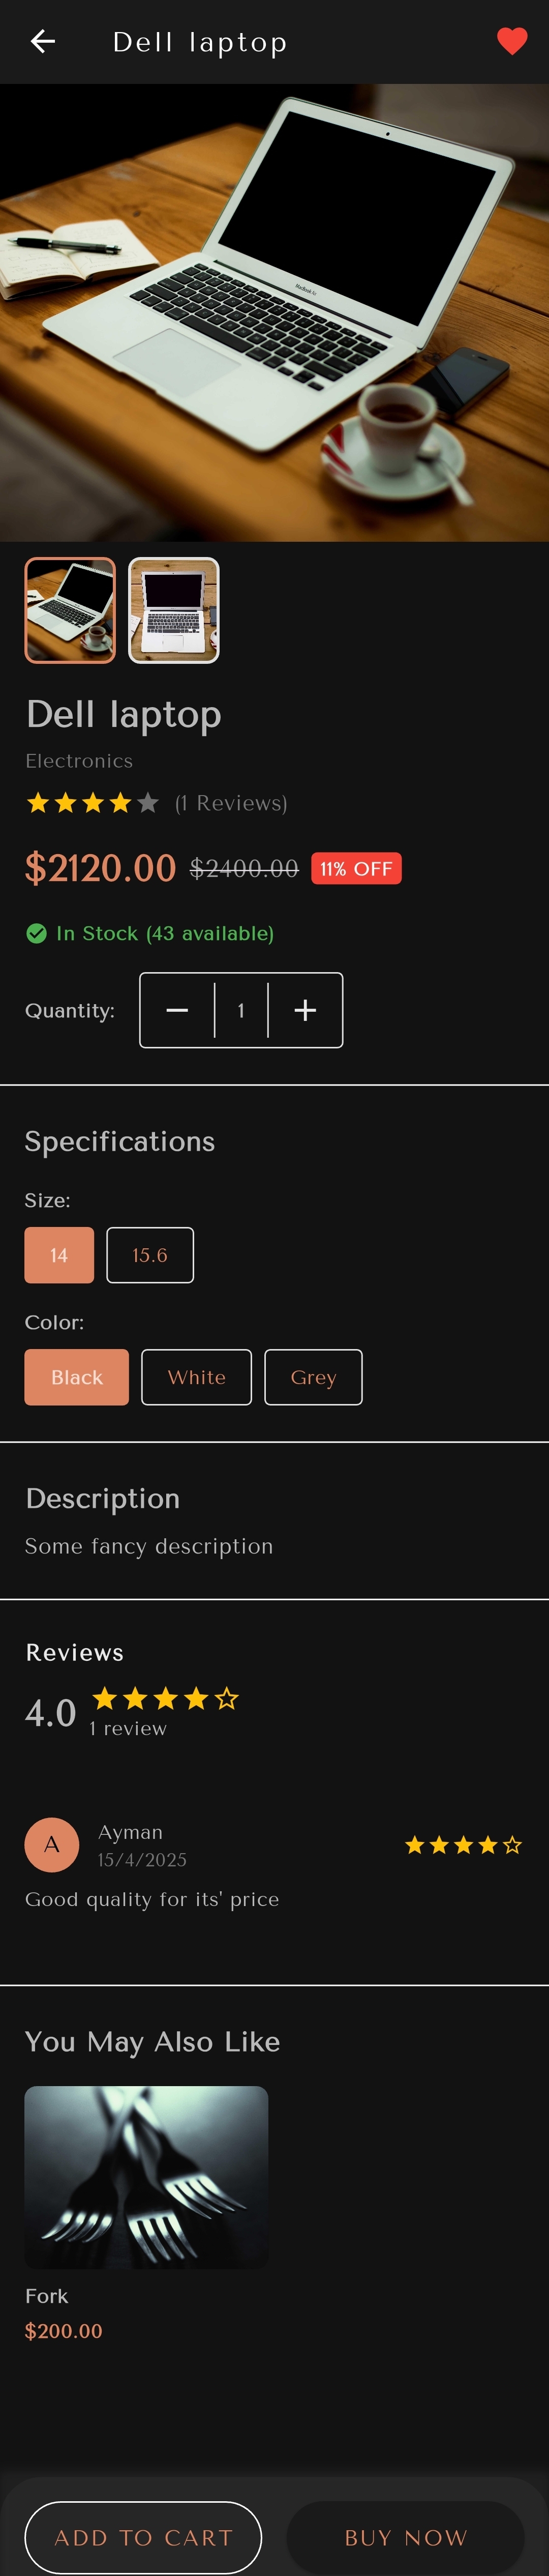 Dell laptop
MacBook Air
Dell laptop
Electronics
(1 Reviews)
$2120.00 $2400.00 11% OFF
In Stock (43 available)
Quantity: 1
Specifications
Size:
14 15.6
Color:
Black White Grey
Description
Some fancy description
Reviews
4.0
1 review
A Ayman
15/4/2025
Good quality for its' price
You May Also Like
Fork
$200.00
ADD TO CART BUY NOW